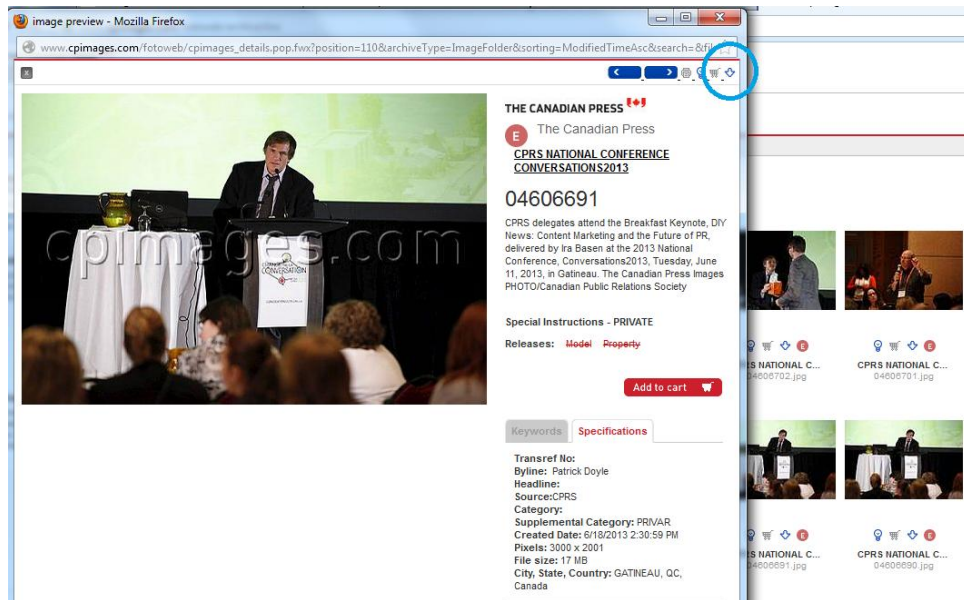 image preview - Mozilla Firefox
www.cpimages.com/fotoweb/cpimages_details.pop.fwx?position=110&archiveType=ImageFolder&sorting=ModifiedTimeAsc&search=&fil
x
THE CANADIAN PRESS
E The Canadian Press
CPRS NATIONAL CONFERENCE
CONVERSATIONS2013
04606691
CPRS delegates attend the Breakfast Keynote, DIY
News: Content Marketing and the Future of PR,
delivered by Ira Basen at the 2013 National
Conference, Conversations2013, Tuesday, June
11, 2013, in Gatineau. The Canadian Press Images
PHOTO/Canadian Public Relations Society
Special Instructions - PRIVATE
Releases: Model Property
Add to cart
Keywords Specifications
Transref No:
Byline: Patrick Doyle
Headline:
Source:CPRS
Category:
Supplemental Category: PRIVAR
Created Date: 6/18/2013 2:30:59 PM
Pixels: 3000 x 2001
File size: 17 MB
City, State, Country: GATINEAU, QC,
Canada
cpimages.com
CONVERSATION
E E
RS NATIONAL C... CPRS NATIONAL C...
04606702.jpg 04606701.jpg
E E
RS NATIONAL C... CPRS NATIONAL C...
04606691.jpg 04606690.jpg